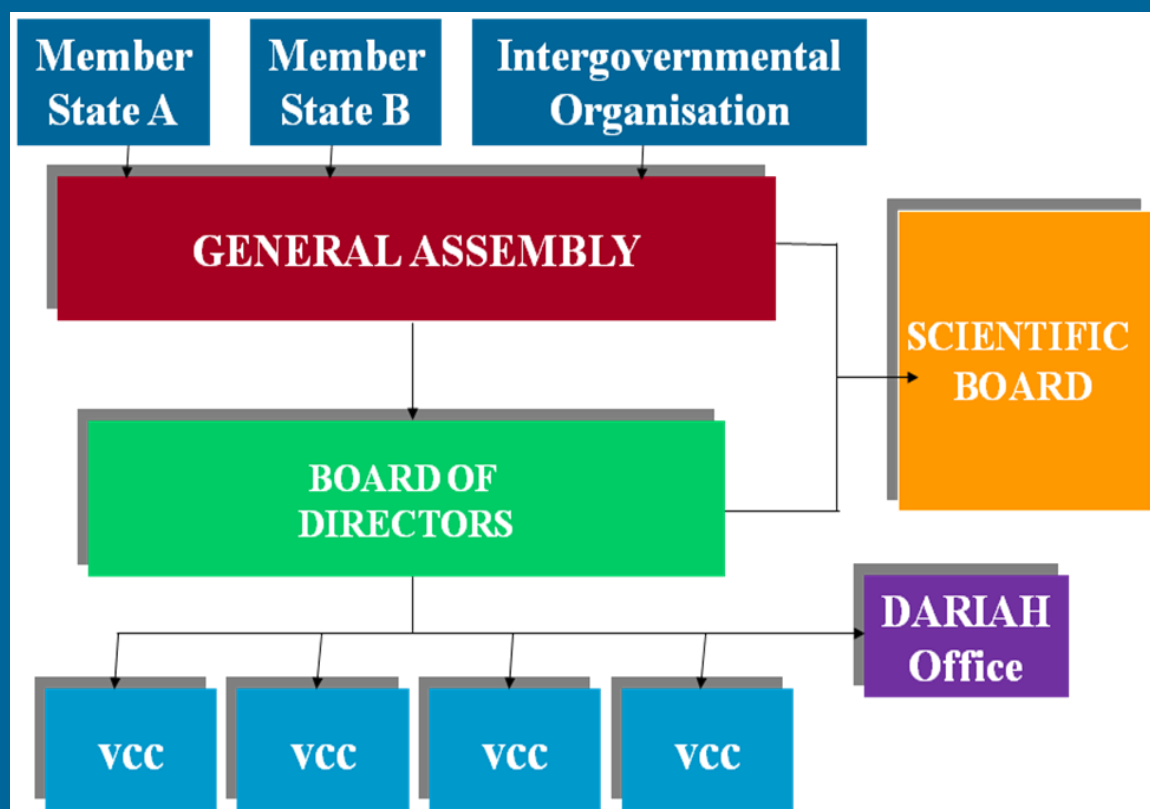 Member
State A
Member
State B
Intergovernmental
Organisation
GENERAL ASSEMBLY
SCIENTIFIC
BOARD
BOARD OF
DIRECTORS
DARIAH
Office
vcc
vcc
vcc
vcc